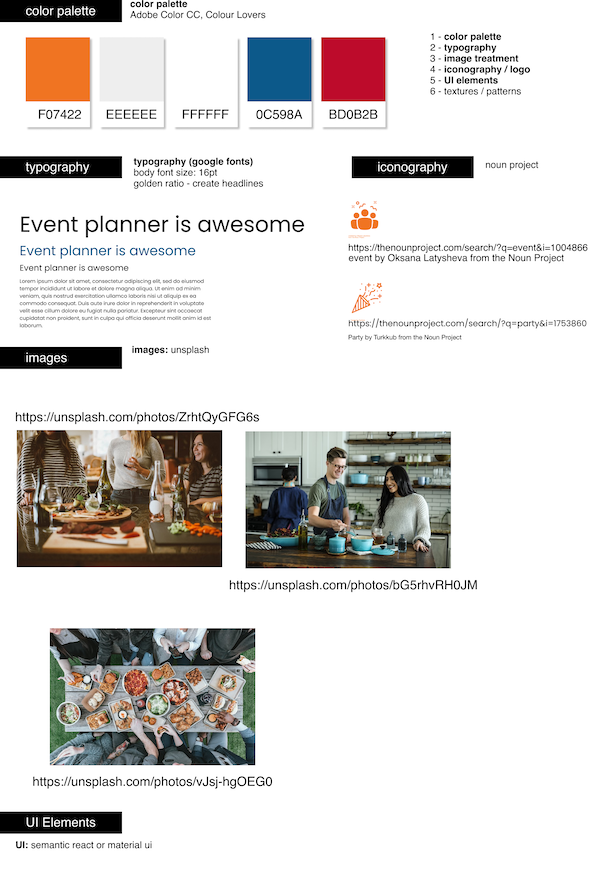 color palette
color palette
Adobe Color CC, Colour Lovers
1 - color palette
2 - typography
3 - image treatment
4 - iconography / logo
5 - UI elements
6 - textures / patterns
F07422
EEEEEE
FFFFFF
0C598A
BD0B2B
typography
typography (google fonts)
body font size: 16pt
golden ratio - create headlines
Event planner is awesome
Event planner is awesome
Event planner is awesome
Lorem ipsum dolor sit amet, consectetur adipiscing elit, sed do eiusmod
tempor incididunt ut labore et dolore magna aliqua. Ut enim ad minim
veniam, quis nostrud exercitation ullamco laboris nisi ut aliquip ex ea
commodo consequat. Duis aute irure dolor in reprehenderit in voluptate
velit esse cillum dolore eu fugiat nulla pariatur. Excepteur sint occaecat
cupidatat non proident, sunt in culpa qui officia deserunt mollit anim id est
laborum.
iconography
noun project
https://thenounproject.com/search/?q=event&i=1004866
event by Oksana Latysheva from the Noun Project
https://thenounproject.com/search/?q=party&i=1753860
Party by Turkkub from the Noun Project
images
images: unsplash
https://unsplash.com/photos/ZrhtQyGFG6s
https://unsplash.com/photos/bG5rhvRH0JM
https://unsplash.com/photos/vJsj-hgOEG0
UI Elements
UI: semantic react or material ui